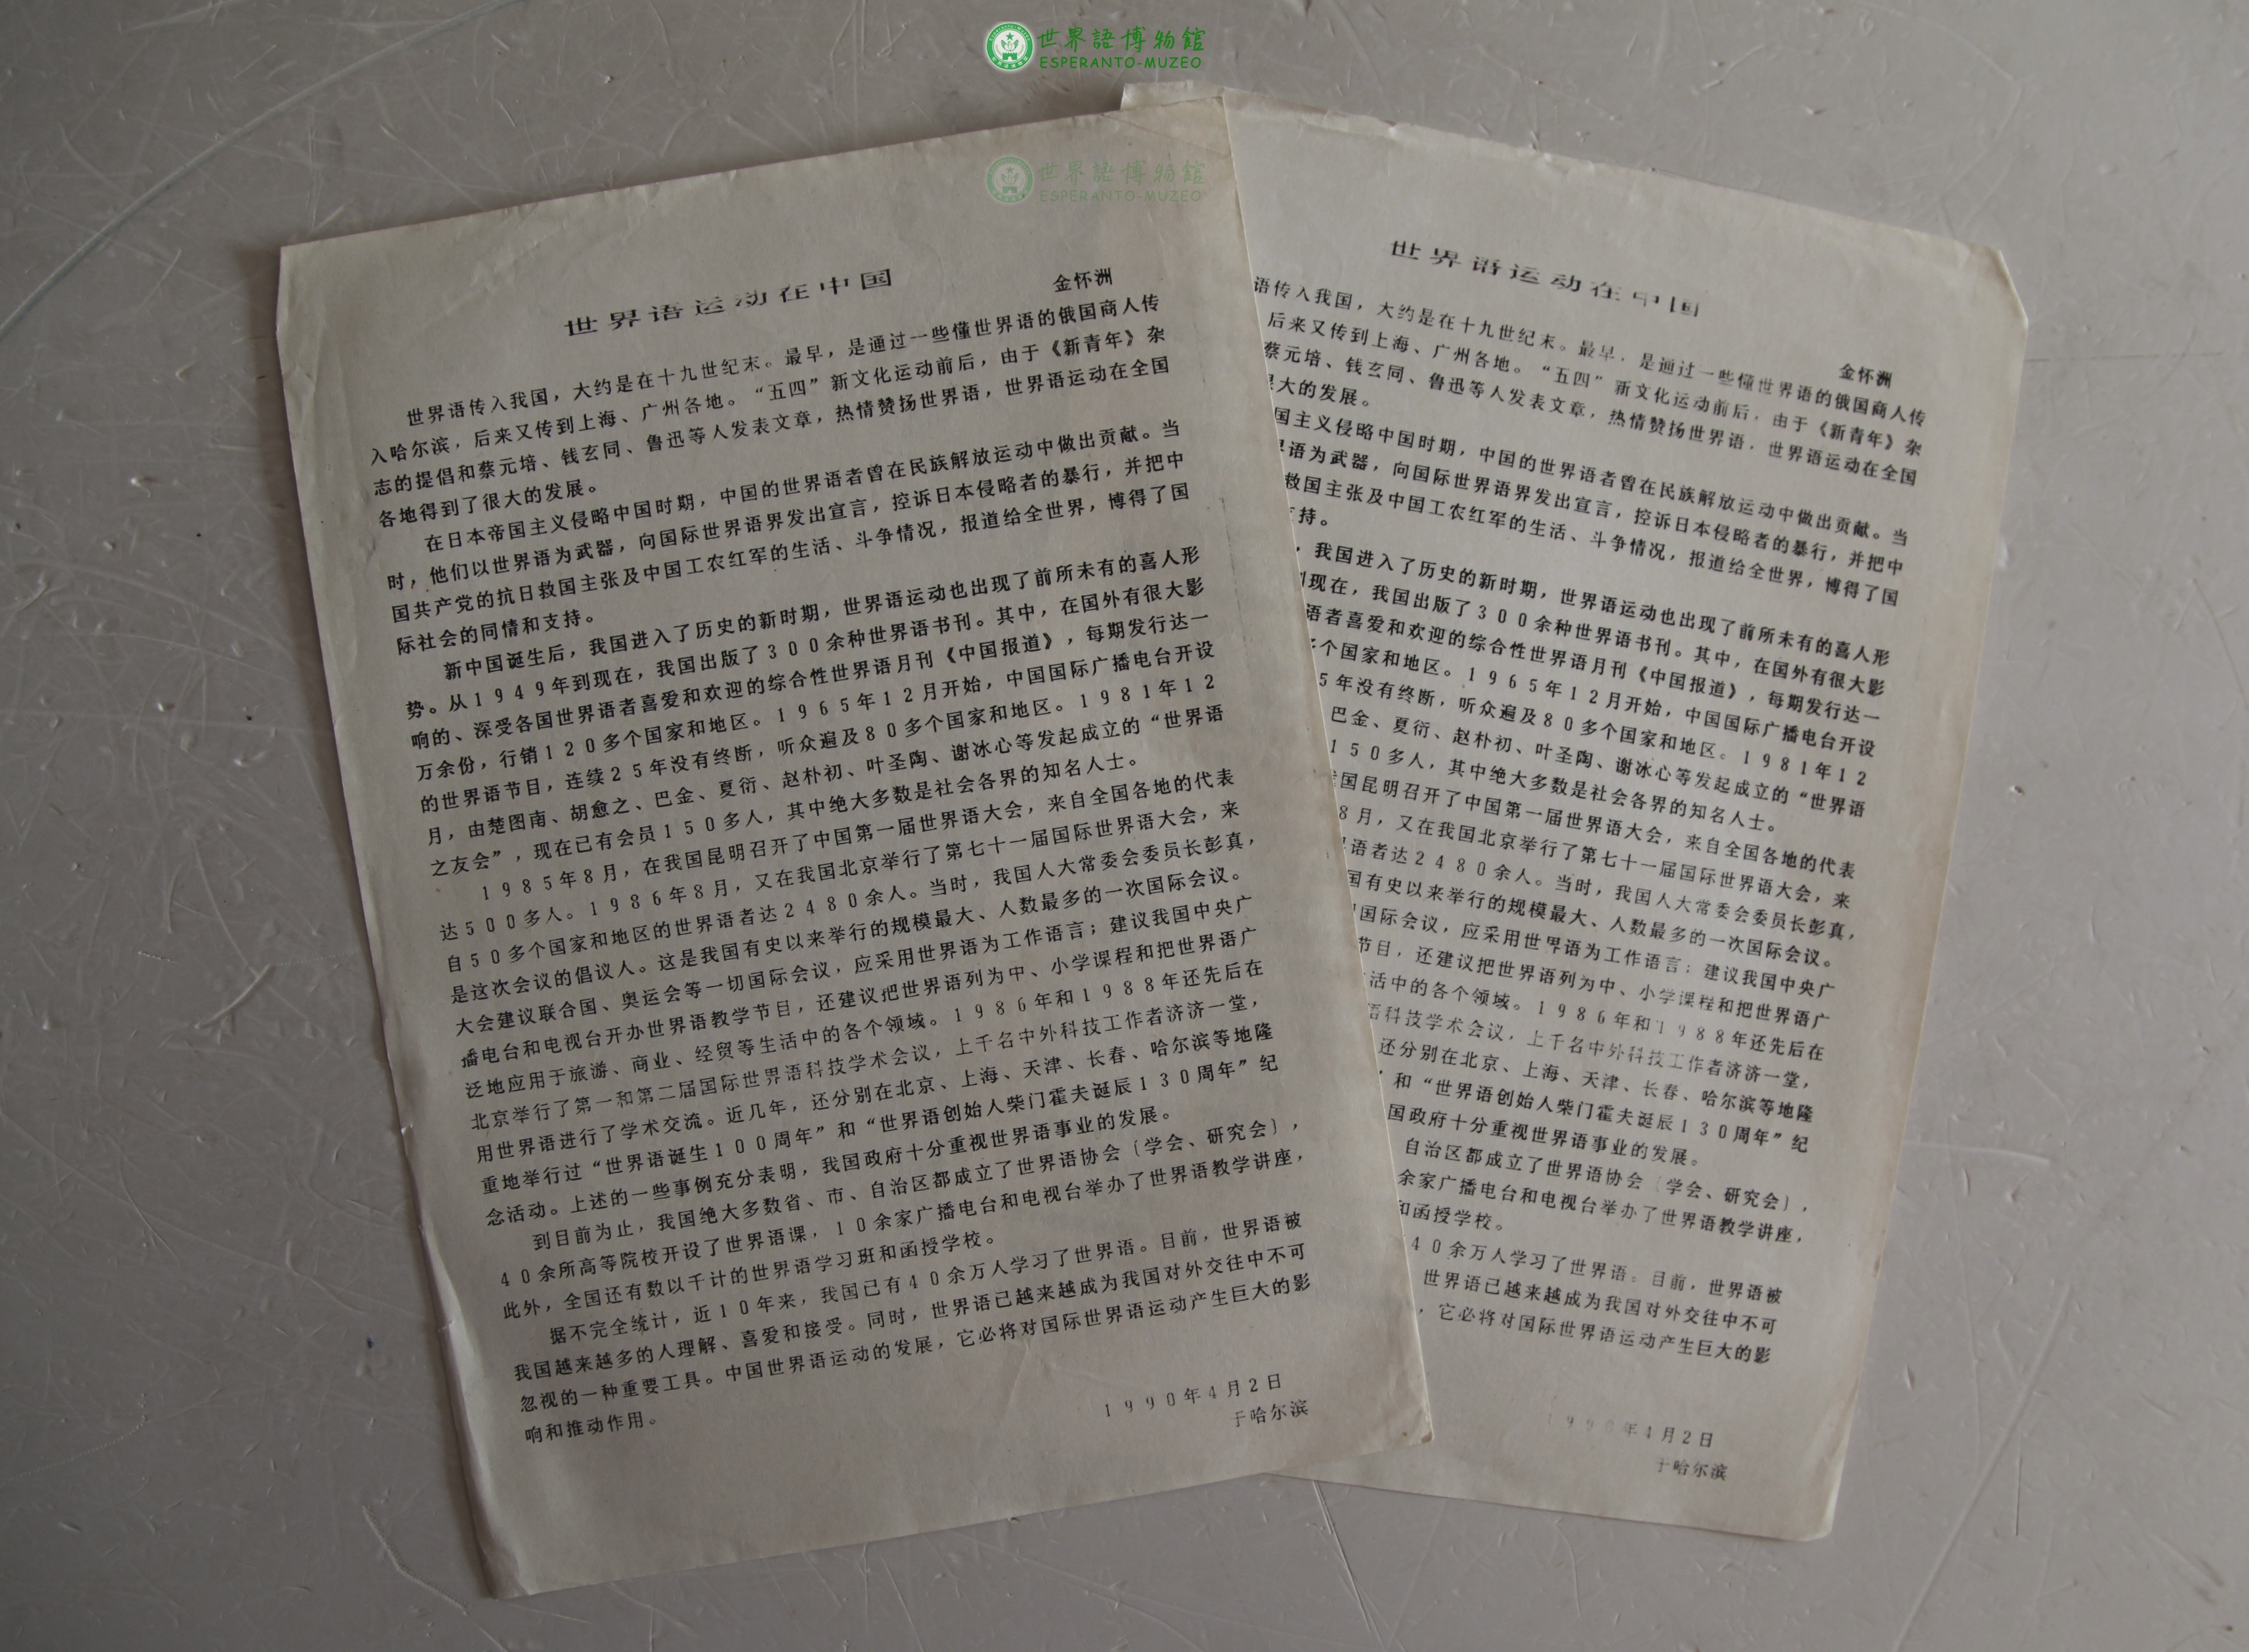 世界語博物館
ESPERANTO-MUZEO
世界語博物館
ESPERANTO-MUZEO
世界语运动在中国
金怀洲
世界语传入我国，大约是在十九世纪末。最早，是通过一些懂世界语的俄国商人传
入哈尔滨，后来又传到上海、广州各地。“五四”新文化运动前后，由于《新青年》杂
志的提倡和蔡元培、钱玄同、鲁迅等人发表文章，热情赞扬世界语，世界语运动在全国
各地得到了很大的发展。
在日本帝国主义侵略中国时期，中国的世界语者曾在民族解放运动中做出贡献。当
时，他们以世界语为武器，向国际世界语界发出宣言，控诉日本侵略者的暴行，并把中
国共产党的抗日救国主张及中国工农红军的生活、斗争情况，报道给全世界，博得了国
际社会的同情和支持。
新中国诞生后，我国进入了历史的新时期，世界语运动也出现了前所未有的喜人形
势。从1949年到现在，我国出版了300余种世界语书刊。其中，在国外有很大影
响的、深受各国世界语者喜爱和欢迎的综合性世界语月刊《中国报道》，每期发行达一
万余份，行销120多个国家和地区。1965年12月开始，中国国际广播电台开设
的世界语节目，连续25年没有终断，听众遍及80多个国家和地区。1981年12
月，由楚图南、胡愈之、巴金、夏衍、赵朴初、叶圣陶、谢冰心等发起成立的“世界语
之友会”，现在已有会员150多人，其中绝大多数是社会各界的知名人士。
1985年8月，在我国昆明召开了中国第一届世界语大会，来自全国各地的代表
达500多人。1986年8月，又在我国北京举行了第七十一届国际世界语大会，来
自50多个国家和地区的世界语者达2480余人。当时，我国人大常委会委员长彭真，
是这次会议的倡议人。这是我国有史以来举行的规模最大、人数最多的一次国际会议。
大会建议联合国、奥运会等一切国际会议，应采用世界语为工作语言；建议我国中央广
播电台和电视台开办世界语教学节目，还建议把世界语列为中、小学课程和把世界语广
泛地应用于旅游、商业、经贸等生活中的各个领域。1986年和1988年还先后在
北京举行了第一和第二届国际世界语科技学术会议，上千名中外科技工作者济济一堂，
用世界语进行了学术交流。近几年，还分别在北京、上海、天津、长春、哈尔滨等地隆
重地举行过“世界语诞生100周年”和“世界语创始人柴门霍夫诞辰130周年”纪
念活动。上述的一些事例充分表明，我国政府十分重视世界语事业的发展。
到目前为止，我国绝大多数省、市、自治区都成立了世界语协会〔学会、研究会〕，
40余所高等院校开设了世界语课，10余家广播电台和电视台举办了世界语教学讲座，
此外，全国还有数以千计的世界语学习班和函授学校。
据不完全统计，近10年来，我国已有40余万人学习了世界语。目前，世界语被
我国越来越多的人理解、喜爱和接受。同时，世界语已越来越成为我国对外交往中不可
忽视的一种重要工具。中国世界语运动的发展，它必将对国际世界语运动产生巨大的影
响和推动作用。
1990年4月2日
于哈尔滨
世界语运动在中国
金怀洲
语传入我国，大约是在十九世纪末。最早，是通过一些懂世界语的俄国商人传
后来又传到上海、广州各地。“五四”新文化运动前后，由于《新青年》杂
蔡元培、钱玄同、鲁迅等人发表文章，热情赞扬世界语，世界语运动在全国
大的发展。
国主义侵略中国时期，中国的世界语者曾在民族解放运动中做出贡献。当
语为武器，向国际世界语界发出宣言，控诉日本侵略者的暴行，并把中
救国主张及中国工农红军的生活、斗争情况，报道给全世界，博得了国
持。
，我国进入了历史的新时期，世界语运动也出现了前所未有的喜人形
现在，我国出版了300余种世界语书刊。其中，在国外有很大影
语者喜爱和欢迎的综合性世界语月刊《中国报道》，每期发行达一
个国家和地区。1965年12月开始，中国国际广播电台开设
5年没有终断，听众遍及80多个国家和地区。1981年12
巴金、夏衍、赵朴初、叶圣陶、谢冰心等发起成立的“世界语
150多人，其中绝大多数是社会各界的知名人士。
国昆明召开了中国第一届世界语大会，来自全国各地的代表
8月，又在我国北京举行了第七十一届国际世界语大会，来
语者达2480余人。当时，我国人大常委会委员长彭真，
国有史以来举行的规模最大、人数最多的一次国际会议。
国际会议，应采用世界语为工作语言；建议我国中央广
节目，还建议把世界语列为中、小学课程和把世界语广
活中的各个领域。1986年和1988年还先后在
语科技学术会议，上千名中外科技工作者济济一堂，
还分别在北京、上海、天津、长春、哈尔滨等地隆
”和“世界语创始人柴门霍夫诞辰130周年”纪
国政府十分重视世界语事业的发展。
自治区都成立了世界语协会〔学会、研究会〕，
余家广播电台和电视台举办了世界语教学讲座，
和函授学校。
40余万人学习了世界语。目前，世界语被
世界语已越来越成为我国对外交往中不可
，它必将对国际世界语运动产生巨大的影
1990年4月2日
于哈尔滨